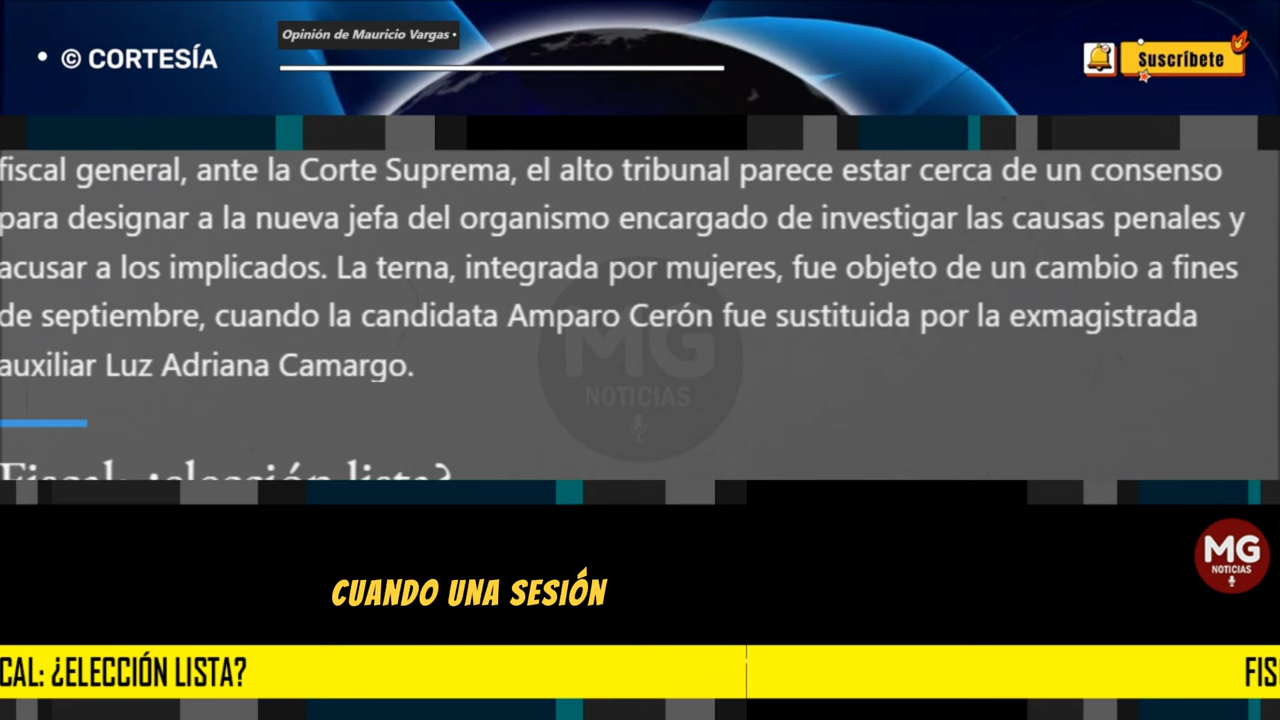 • © CORTESÍA
Opinión de Mauricio Vargas •
Suscríbete
fiscal general, ante la Corte Suprema, el alto tribunal parece estar cerca de un consenso
para designar a la nueva jefa del organismo encargado de investigar las causas penales y
acusar a los implicados. La terna, integrada por mujeres, fue objeto de un cambio a fines
de septiembre, cuando la candidata Amparo Cerón fue sustituida por la exmagistrada
auxiliar Luz Adriana Camargo.
MG
NOTICIAS
Fiscal: ¿elección lista?
MG
NOTICIAS
CUANDO UNA SESIÓN
CAL: ¿ELECCIÓN LISTA?
FIS